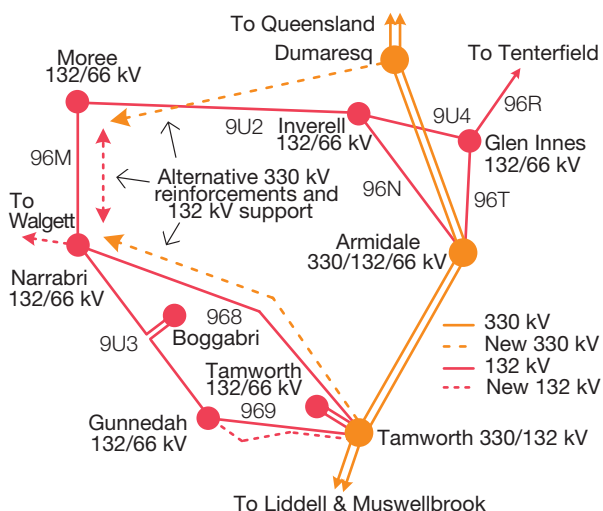 To Queensland
Dumaresq
Moree
132/66 kV
To Tenterfield
96R
9U2
Inverell
132/66 kV
9U4
Glen Innes
132/66 kV
96M
Alternative 330 kV
reinforcements and
132 kV support
96N
96T
To
Walgett
Armidale
330/132/66 kV
Narrabri
132/66 kV
968
Boggabri
9U3
330 kV
New 330 kV
132 kV
New 132 kV
Tamworth
132/66 kV
969
Gunnedah
132/66 kV
Tamworth 330/132 kV
To Liddell & Muswellbrook